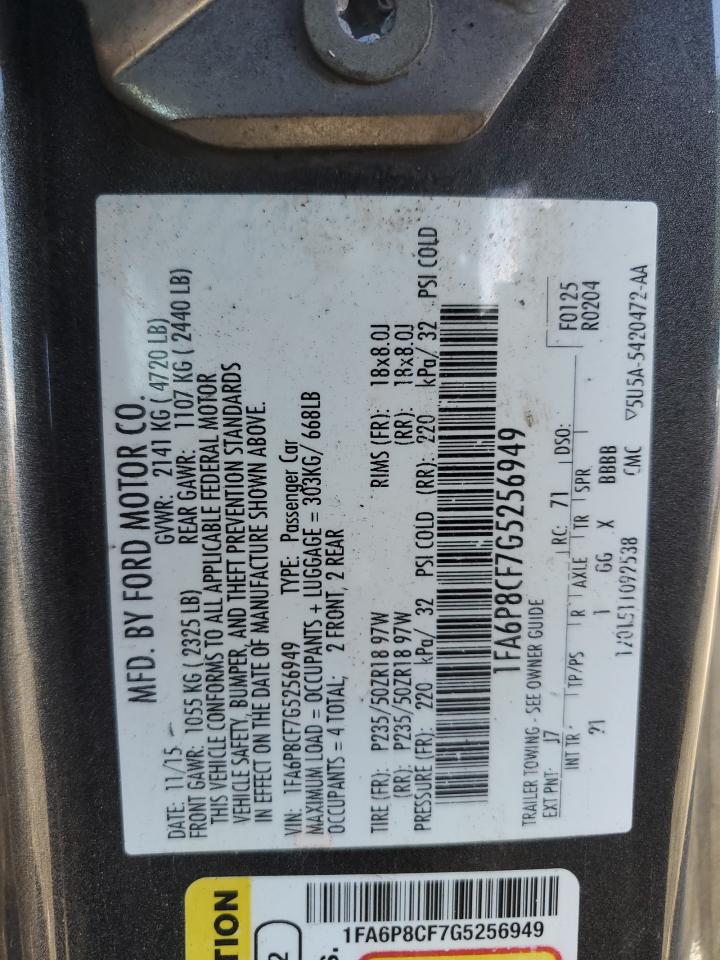 MFD. BY FORD MOTOR CO.
DATE: 11/15 GVWR: 2141 KG ( 4720 LB)
FRONT GAWR: 1055 KG ( 2325 LB) REAR GAWR: 1107 KG ( 2440 LB)
THIS VEHICLE CONFORMS TO ALL APPLICABLE FEDERAL MOTOR
VEHICLE SAFETY, BUMPER, AND THEFT PREVENTION STANDARDS
IN EFFECT ON THE DATE OF MANUFACTURE SHOWN ABOVE.
VIN: 1FA6P8CF7G5256949 TYPE: Passenger Car
MAXIMUM LOAD = OCCUPANTS + LUGGAGE = 303KG/ 668LB
OCCUPANTS = 4 TOTAL; 2 FRONT, 2 REAR
TIRE (FR): P235/50ZR18 97W RIMS (FR): 18x8.0J
(RR): P235/50ZR18 97W (RR): 18x8.0J
PRESSURE (FR): 220 kPa/ 32 PSI COLD (RR): 220 kPa/ 32 PSI COLD
1FA6P8CF7G5256949
TRAILER TOWING - SEE OWNER GUIDE
EXT PNT: J7 RC: 71 DSO: F0125
INT TR TP/PS R AXLE TR SPR R0204
21 1 GG X BBBB
CMC ▽5U5A-5420472-AA
TION
2
S.
1FA6P8CF7G5256949